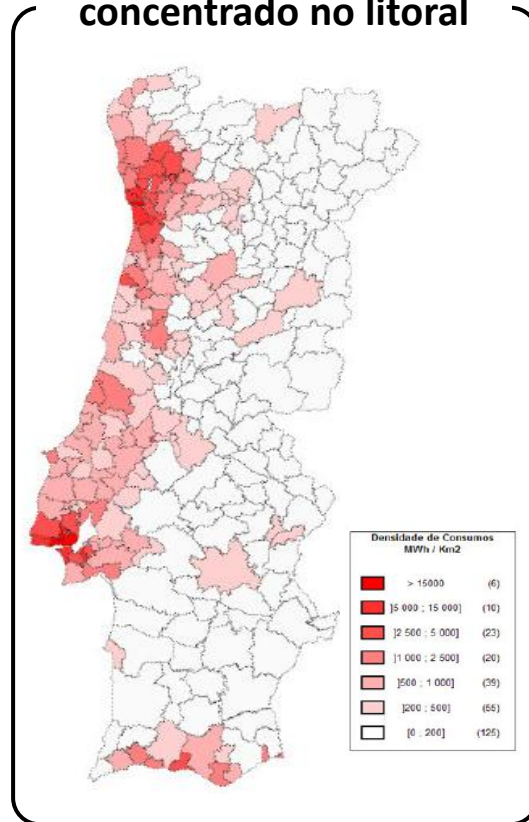 concentrado no litoral
Densidade de Consumos
MWh / Km2
> 15000 (6)
]5 000 ; 15 000] (10)
]2 500 ; 5 000] (23)
]1 000 ; 2 500] (20)
]500 ; 1 000] (39)
]200 ; 500] (55)
[0 ; 200] (125)